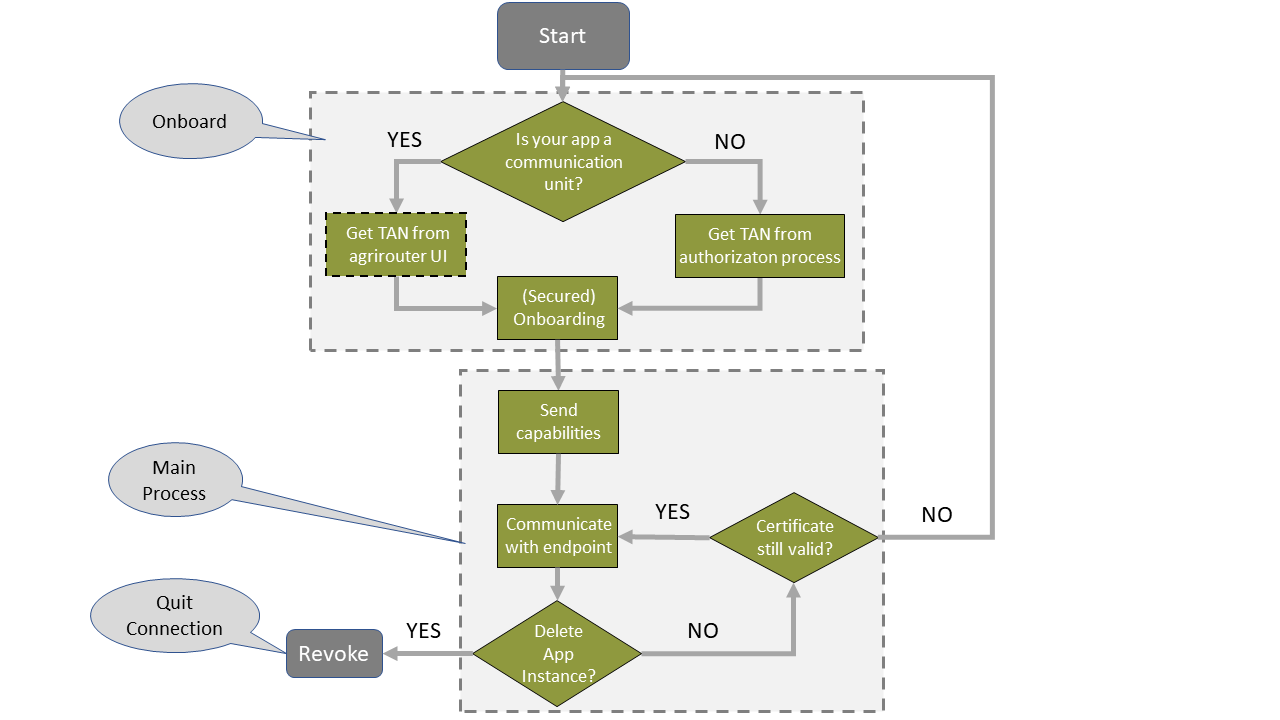 Start
Onboard
YES
Is your app a
communication
unit?
NO
Get TAN from
agrirouter UI
Get TAN from
authorizaton process
(Secured)
Onboarding
Send
capabilities
Main
Process
Communicate
with endpoint
YES
Certificate
still valid?
NO
Quit
Connection
Revoke
YES
Delete
App
Instance?
NO